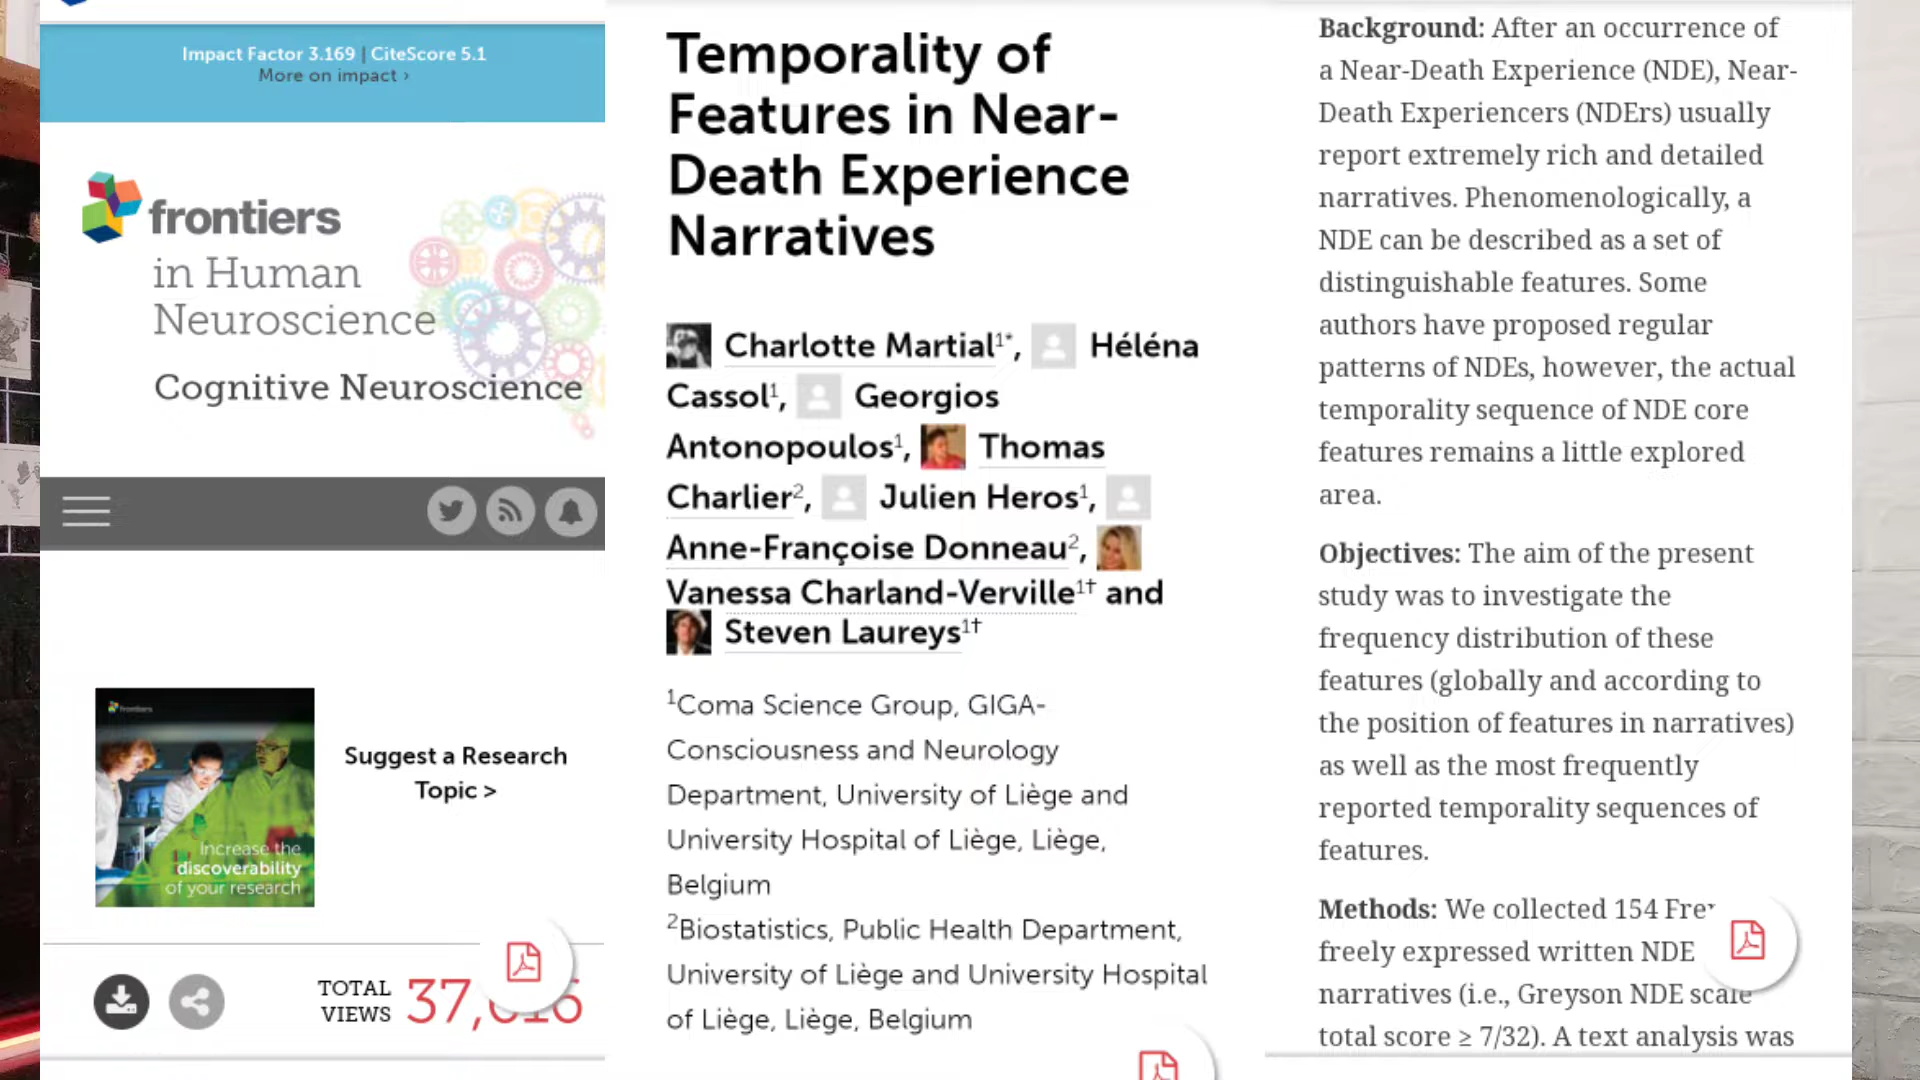 Impact Factor 3.169 | CiteScore 5.1
More on impact ›
frontiers
in Human
Neuroscience
Cognitive Neuroscience
frontiers
Increase the
discoverability
of your research
Suggest a Research
Topic >
TOTAL
VIEWS
Temporality of
Features in Near-
Death Experience
Narratives
Charlotte Martial1*, Héléna
Cassol1, Georgios
Antonopoulos1, Thomas
Charlier2, Julien Heros1,
Anne-Françoise Donneau2,
Vanessa Charland-Verville1† and
Steven Laureys1†
1Coma Science Group, GIGA-
Consciousness and Neurology
Department, University of Liège and
University Hospital of Liège, Liège,
Belgium
2Biostatistics, Public Health Department,
University of Liège and University Hospital
of Liège, Liège, Belgium
Background: After an occurrence of
a Near-Death Experience (NDE), Near-
Death Experiencers (NDErs) usually
report extremely rich and detailed
narratives. Phenomenologically, a
NDE can be described as a set of
distinguishable features. Some
authors have proposed regular
patterns of NDEs, however, the actual
temporality sequence of NDE core
features remains a little explored
area.
Objectives: The aim of the present
study was to investigate the
frequency distribution of these
features (globally and according to
the position of features in narratives)
as well as the most frequently
reported temporality sequences of
features.
Methods: We collected 154
freely expressed written NDE
narratives (i.e., Greyson NDE scale
total score ≥ 7/32). A text analysis was